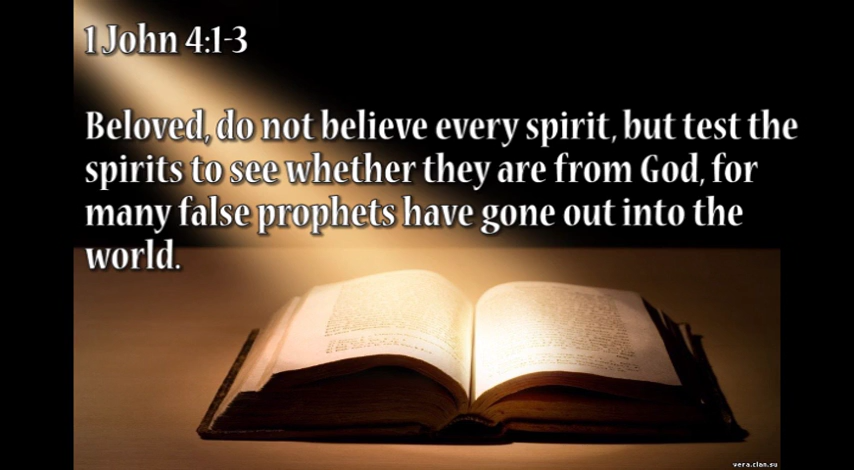 1 John 4:1-3
Beloved, do not believe every spirit, but test the
spirits to see whether they are from God, for
many false prophets have gone out into the
world.
vera.clan.su